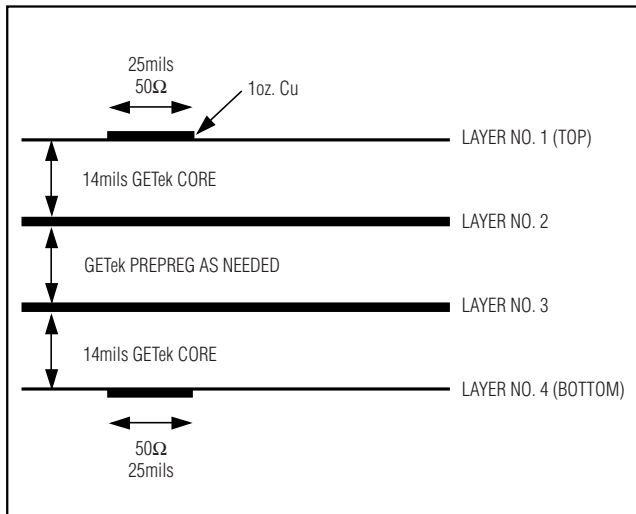 25mils
50Ω
1oz. Cu
LAYER NO. 1 (TOP)
14mils GETek CORE
LAYER NO. 2
GETek PREPREG AS NEEDED
LAYER NO. 3
14mils GETek CORE
LAYER NO. 4 (BOTTOM)
50Ω
25mils